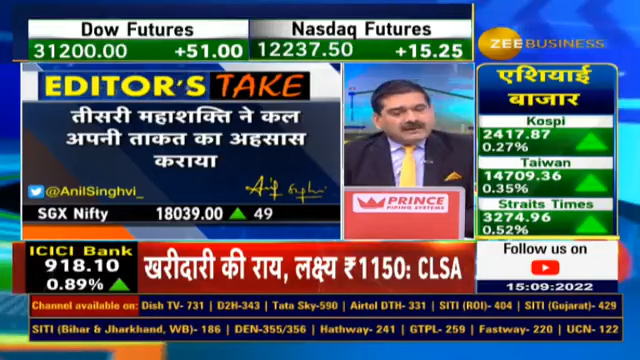 Dow Futures
31200.00 +51.00
Nasdaq Futures
12237.50 +15.25
ZEE BUSINESS
EDITOR'S TAKE
तीसरी महाशक्ति ने कल
अपनी ताकत का अहसास
कराया
@AnilSinghvi_
SGX Nifty 18039.00 49
PRINCE
PIPING SYSTEMS
एशियाई
बाजार
Kospi
2417.87
0.27%
Taiwan
14709.36
0.35%
Straits Times
3274.96
0.52%
ICICI Bank
918.10
0.89%
खरीदारी की राय, लक्ष्य ₹1150: CLSA
Follow us on
15:09:2022
Channel available on: Dish TV- 731 | D2H-343 | Tata Sky-590 | Airtel DTH- 331 | SITI (ROI)- 404 | SITI (Gujarat)- 429
SITI (Bihar & Jharkhand, WB)- 186 | DEN-355/356 | Hathway- 241 | GTPL- 259 | Fastway- 220 | UCN- 122